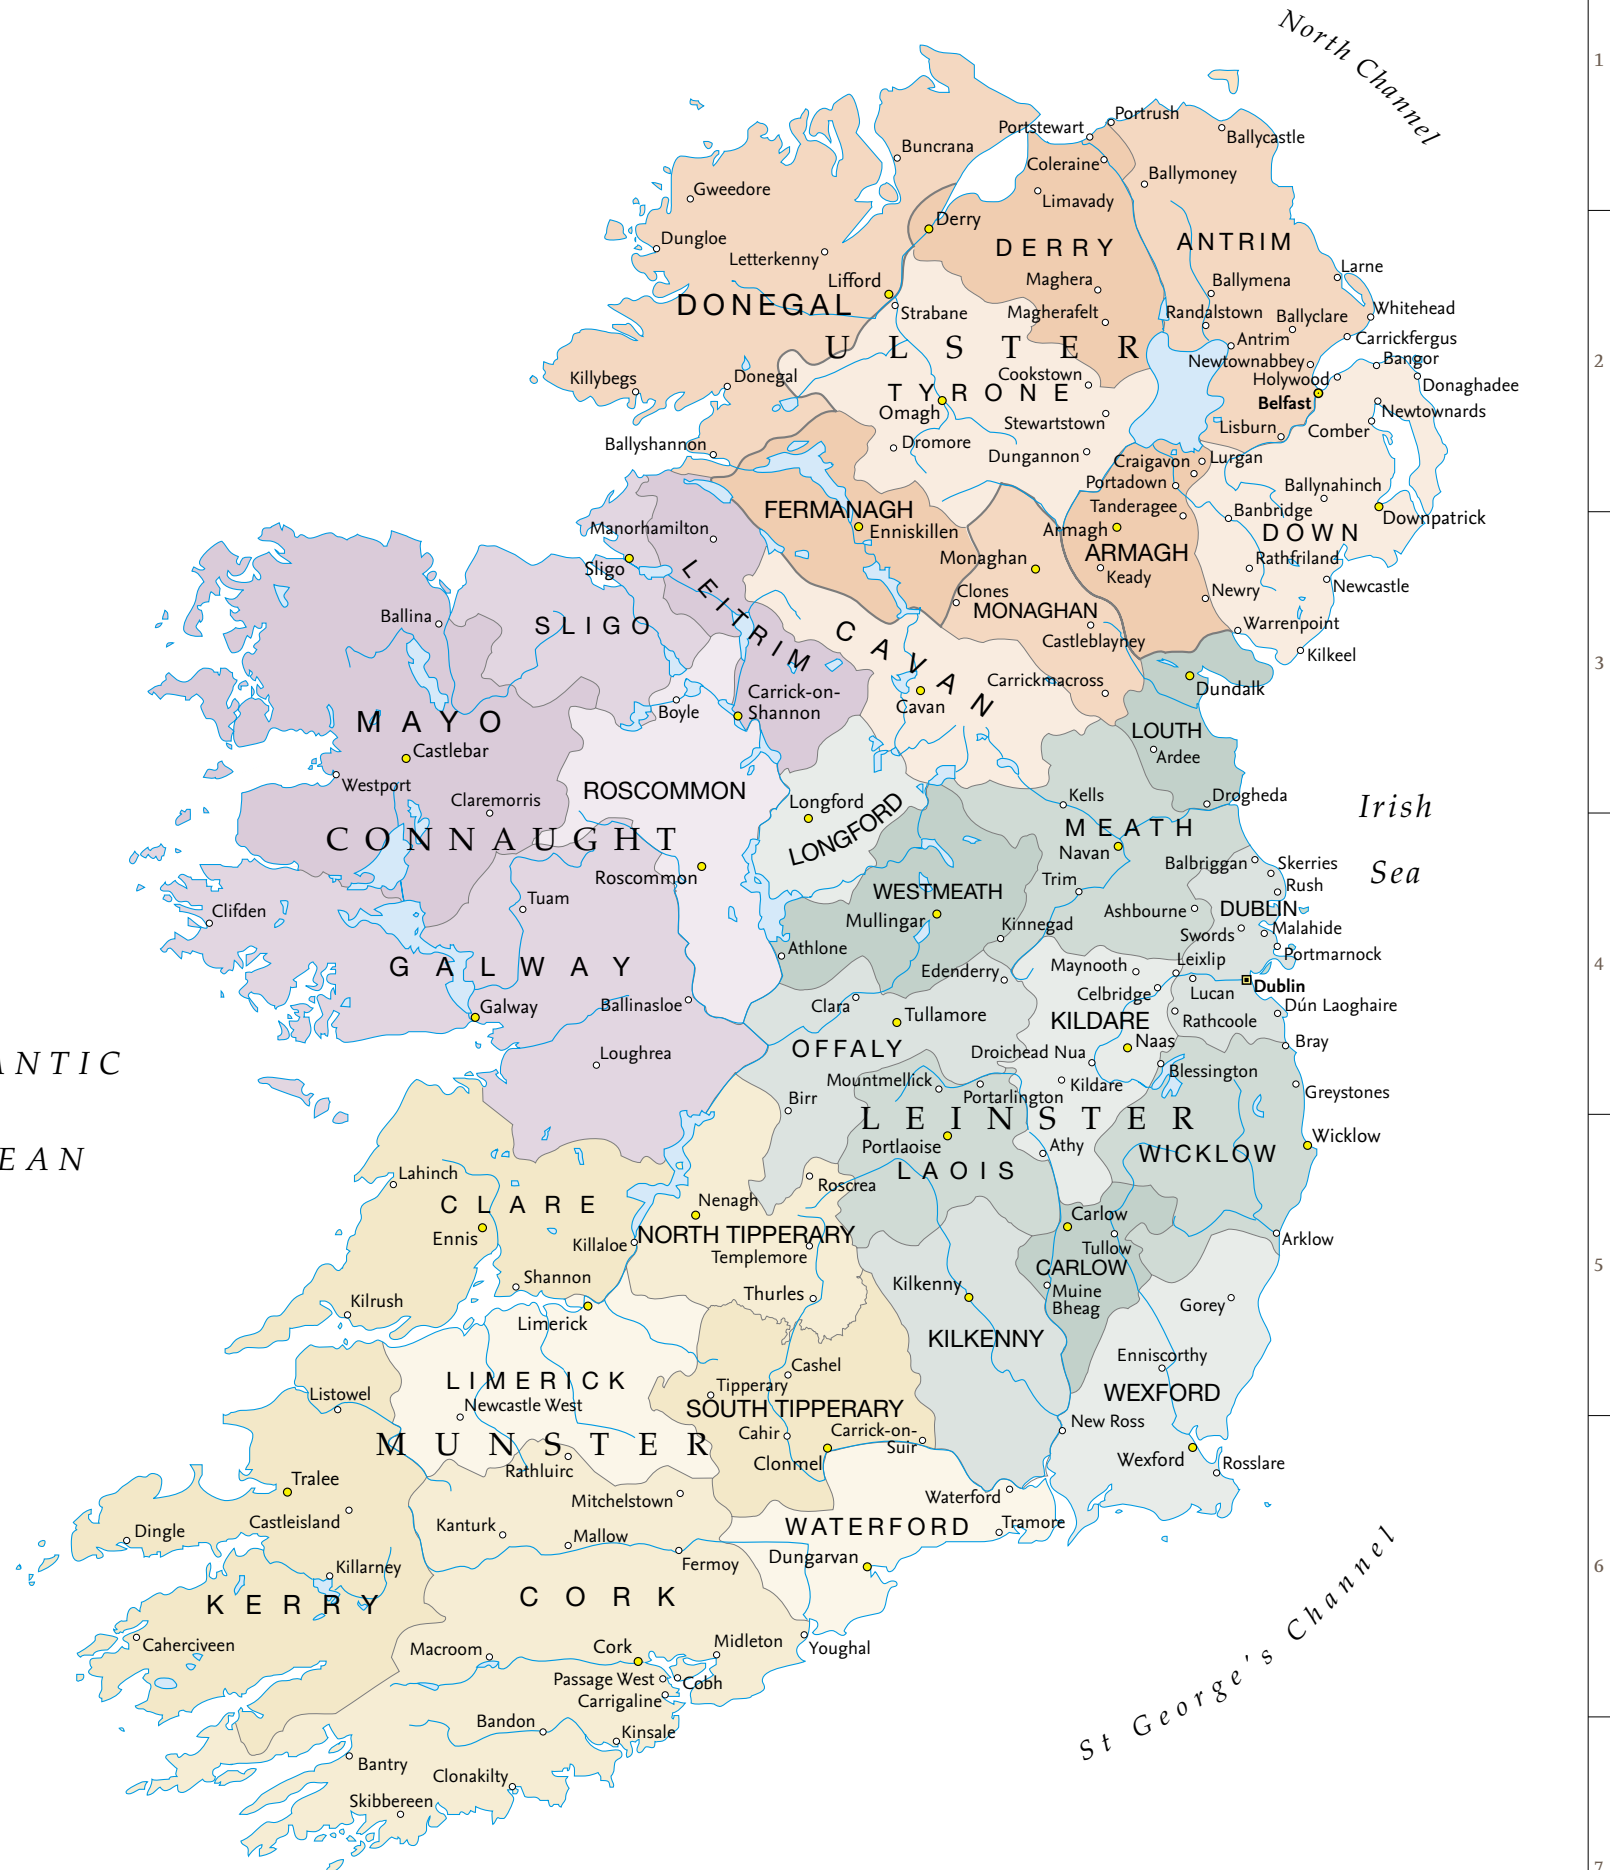 North Channel
1
Portrush
Portstewart
Ballycastle
Buncrana
Coleraine
Ballymoney
Gweedore
Limavady
Derry
Dungloe
DERRY
ANTRIM
Letterkenny
Larne
Lifford
Maghera
Ballymena
DONEGAL
Strabane
Magherafelt
Randalstown
Ballyclare
Whitehead
ULSTER
Antrim
Carrickfergus
Newtownabbey
Bangor
2
Killybegs
Donegal
Cookstown
Holywood
Donaghadee
TYRONE
Belfast
Omagh
Newtownards
Stewartstown
Lisburn
Comber
Ballyshannon
Dromore
Dungannon
Craigavon
Lurgan
Portadown
Ballynahinch
FERMANAGH
Tanderagee
Banbridge
Downpatrick
Manorhamilton
Enniskillen
Armagh
DOWN
Monaghan
ARMAGH
Rathfriland
Sligo
LEITRIM
Keady
Newcastle
Clones
Newry
Ballina
SLIGO
MONAGHAN
Warrenpoint
CAVAN
Castleblayney
Kilkeel
3
Carrickmacross
Dundalk
Carrick-on-
Shannon
Boyle
Cavan
MAYO
LOUTH
Castlebar
Ardee
Westport
ROSCOMMON
Kells
Drogheda
Claremorris
Longford
LONGFORD
Irish
Sea
CONNAUGHT
MEATH
Navan
Balbriggan
Skerries
Roscommon
Trim
Rush
WESTMEATH
Tuam
Ashbourne
DUBLIN
Clifden
Mullingar
Kinnegad
Malahide
Swords
Athlone
Portmarnock
GALWAY
Edenderry
Maynooth
Leixlip
4
Dublin
Celbridge
Lucan
Galway
Ballinasloe
Clara
Tullamore
Dún Laoghaire
KILDARE
Rathcoole
OFFALY
Naas
Bray
Loughrea
Droichead Nua
ANTIC
Blessington
Mountmellick
Kildare
Greystones
Birr
Portarlington
LEINSTER
EAN
Portlaoise
Athy
Wicklow
WICKLOW
Lahinch
LAOIS
Roscrea
CLARE
Nenagh
Carlow
Ennis
Killaloe
NORTH TIPPERARY
Templemore
Tullow
Arklow
5
CARLOW
Shannon
Kilkenny
Muine
Bheag
Kilrush
Thurles
Gorey
Limerick
KILKENNY
Enniscorthy
LIMERICK
Cashel
Listowel
Tipperary
WEXFORD
Newcastle West
SOUTH TIPPERARY
New Ross
Cahir
Carrick-on-
Suir
MUNSTER
Clonmel
Wexford
Rosslare
Rathluirc
Tralee
Mitchelstown
Waterford
Castleisland
Kanturk
WATERFORD
Tramore
Dingle
Mallow
Dungarvan
Fermoy
6
Killarney
St George's Channel
KERRY
CORK
Caherciveen
Macroom
Cork
Midleton
Youghal
Passage West
Cobh
Carrigaline
Bandon
Kinsale
Bantry
Clonakilty
Skibbereen
7